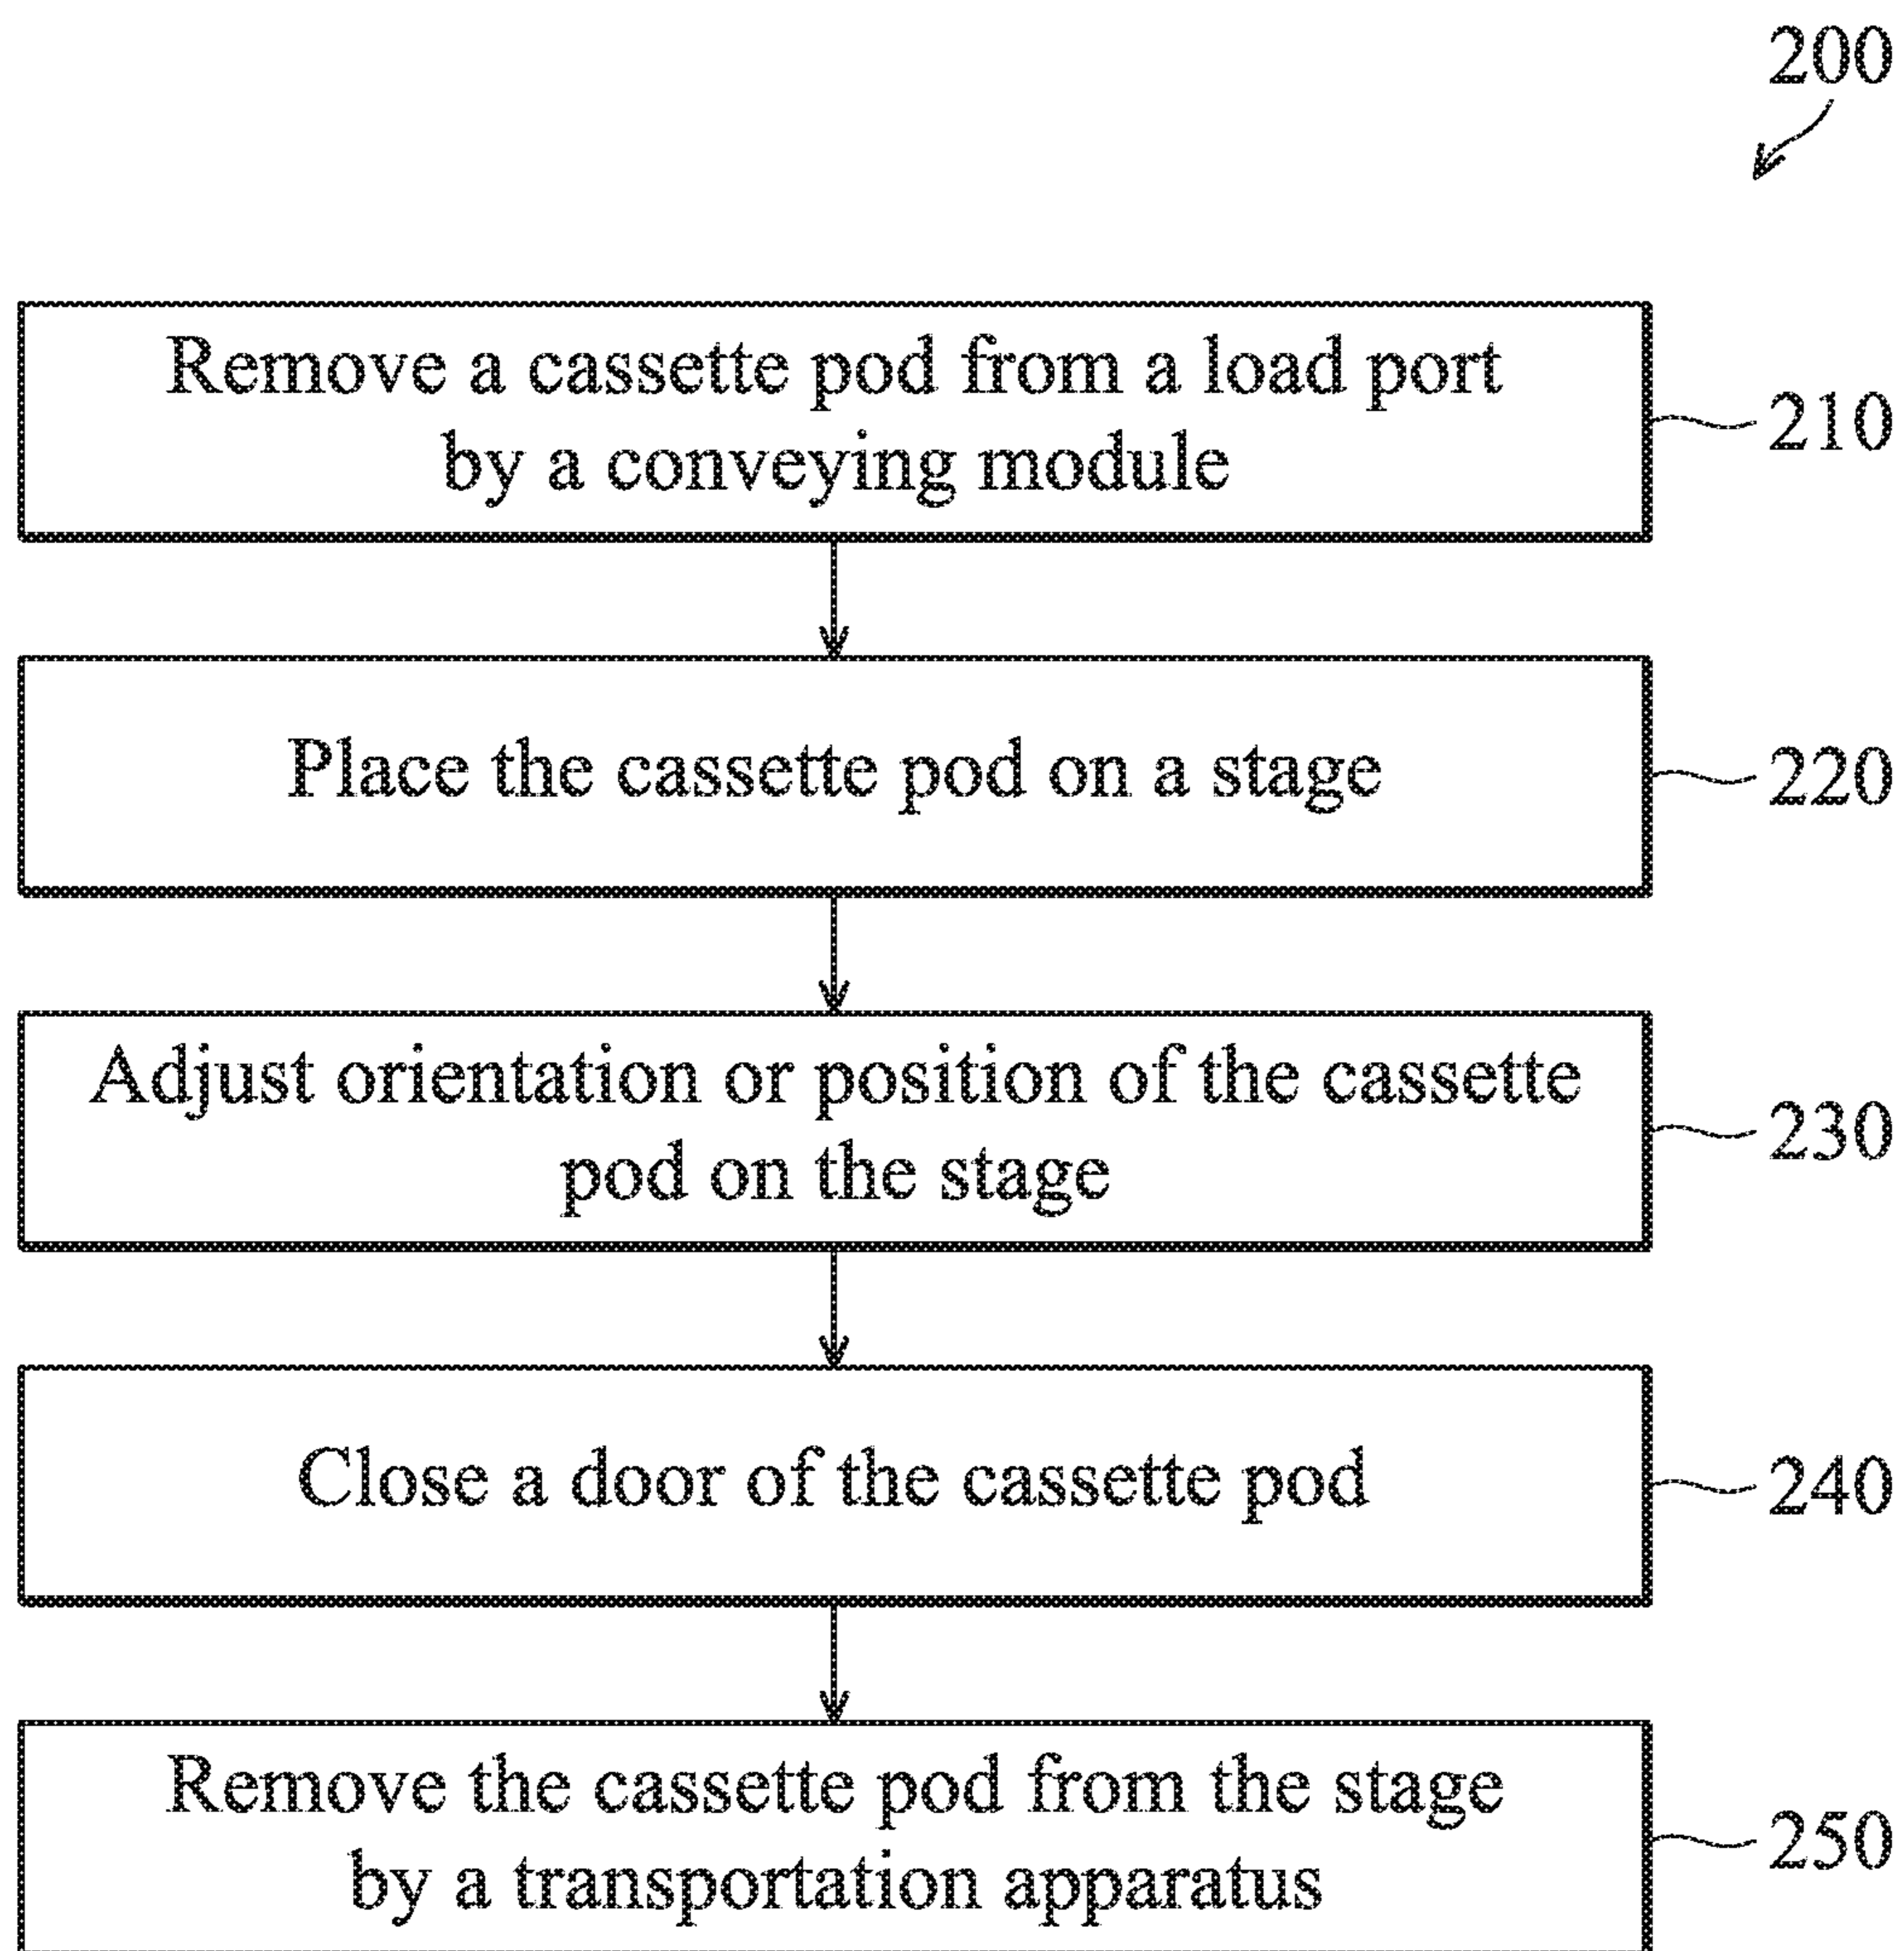 200
Remove a cassette pod from a load port
by a conveying module
210
Place the cassette pod on a stage
220
Adjust orientation or position of the cassette
pod on the stage
230
Close a door of the cassette pod
240
Remove the cassette pod from the stage
by a transportation apparatus
250